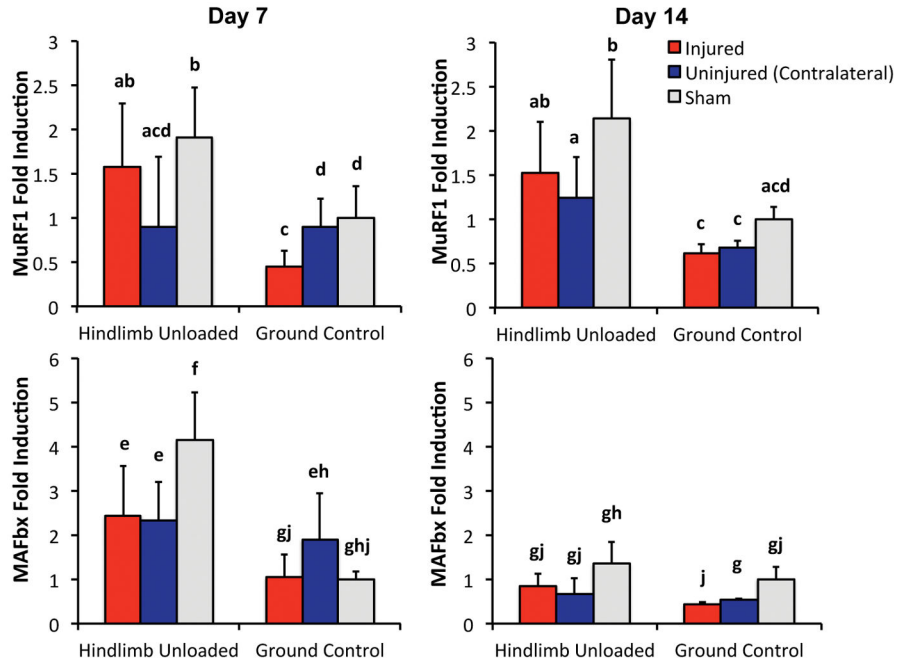 Day 7
Day 14
MuRF1 Fold Induction
3
2.5
2
1.5
1
0.5
0
ab
acd
b
c
d
d
Hindlimb Unloaded
Ground Control
MuRF1 Fold Induction
3
2.5
2
1.5
1
0.5
0
ab
a
b
c
c
acd
Injured
Uninjured (Contralateral)
Sham
Hindlimb Unloaded
Ground Control
MAFbx Fold Induction
6
5
4
3
2
1
0
e
e
f
gj
eh
ghj
Hindlimb Unloaded
Ground Control
MAFbx Fold Induction
6
5
4
3
2
1
0
gj
gj
gh
j
g
gj
Hindlimb Unloaded
Ground Control